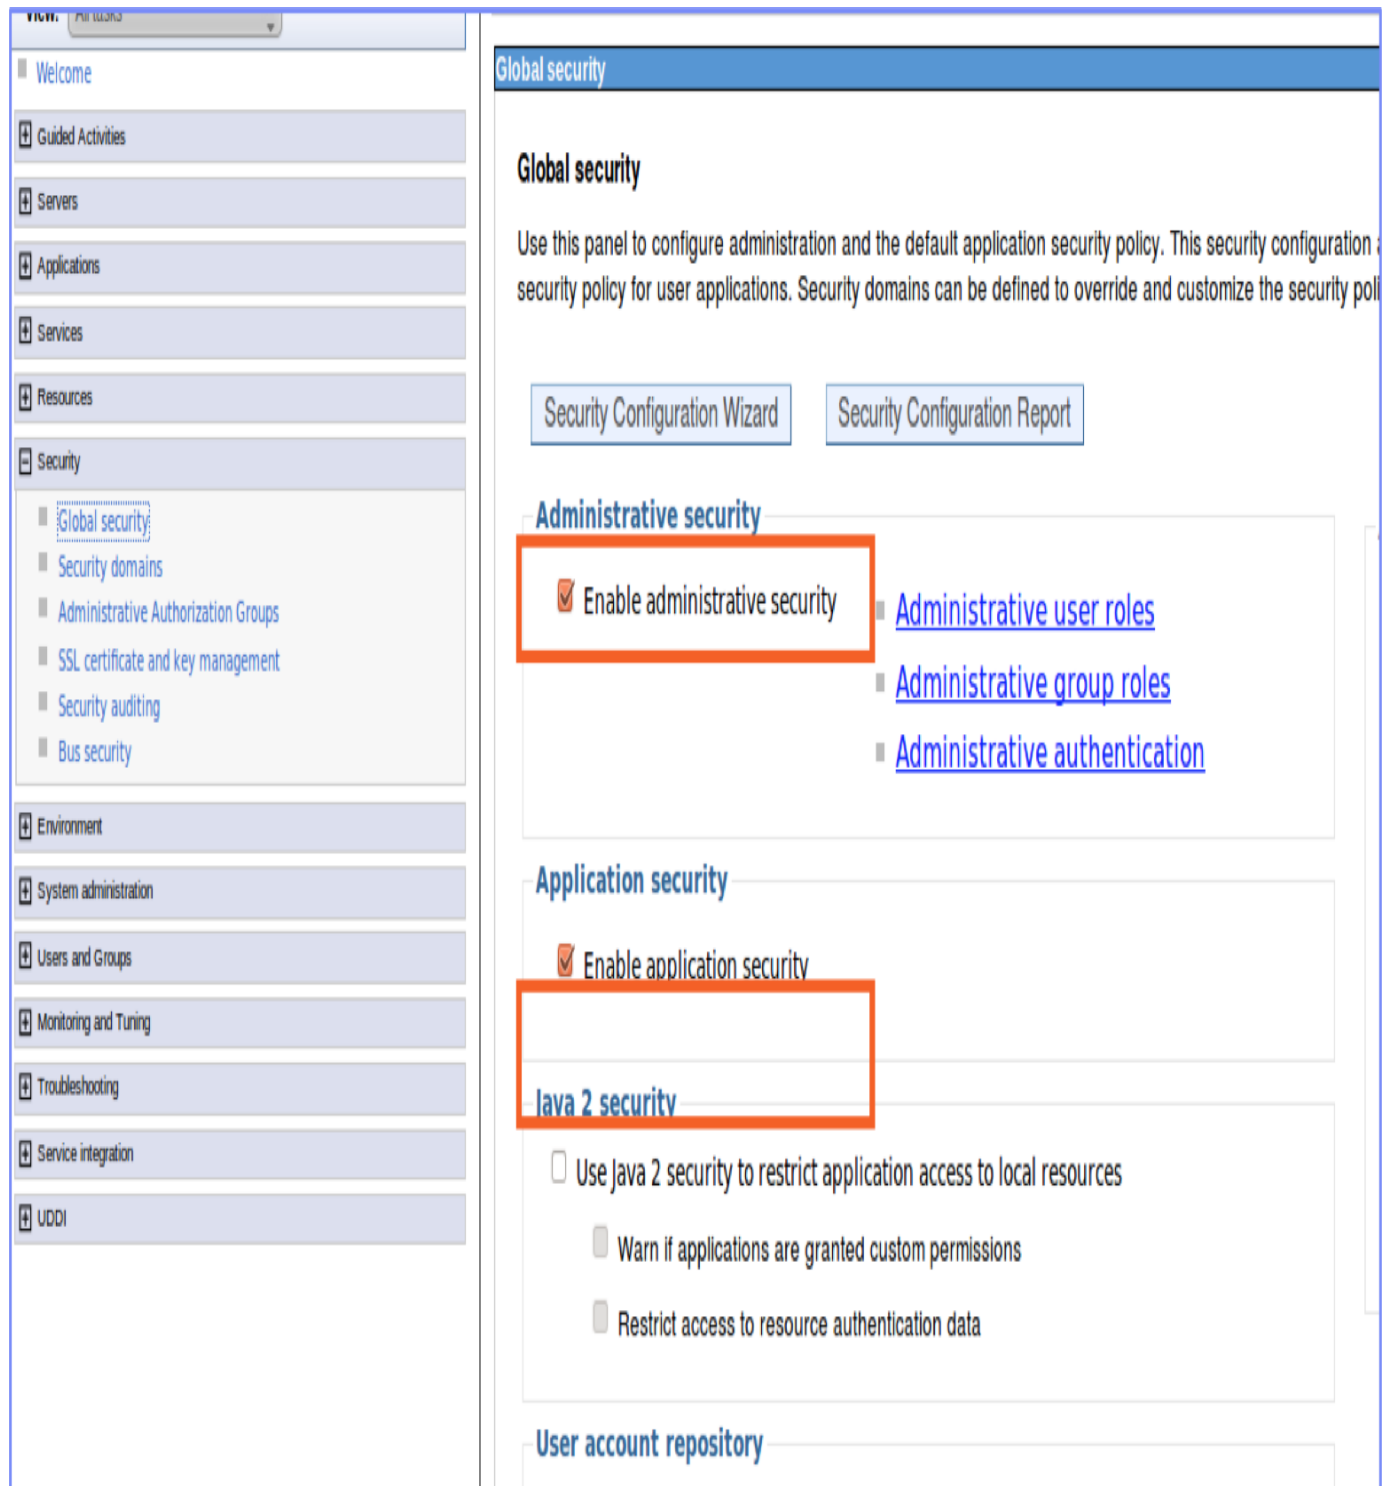 View: All tasks
Welcome
Guided Activities
Servers
Applications
Services
Resources
Security
Global security
Security domains
Administrative Authorization Groups
SSL certificate and key management
Security auditing
Bus security
Environment
System administration
Users and Groups
Monitoring and Tuning
Troubleshooting
Service integration
UDDI
Global security
Global security
Use this panel to configure administration and the default application security policy. This security configuration
security policy for user applications. Security domains can be defined to override and customize the security poli
Security Configuration Wizard Security Configuration Report
Administrative security
Enable administrative security
Administrative user roles
Administrative group roles
Administrative authentication
Application security
Enable application security
Java 2 security
Use Java 2 security to restrict application access to local resources
Warn if applications are granted custom permissions
Restrict access to resource authentication data
User account repository